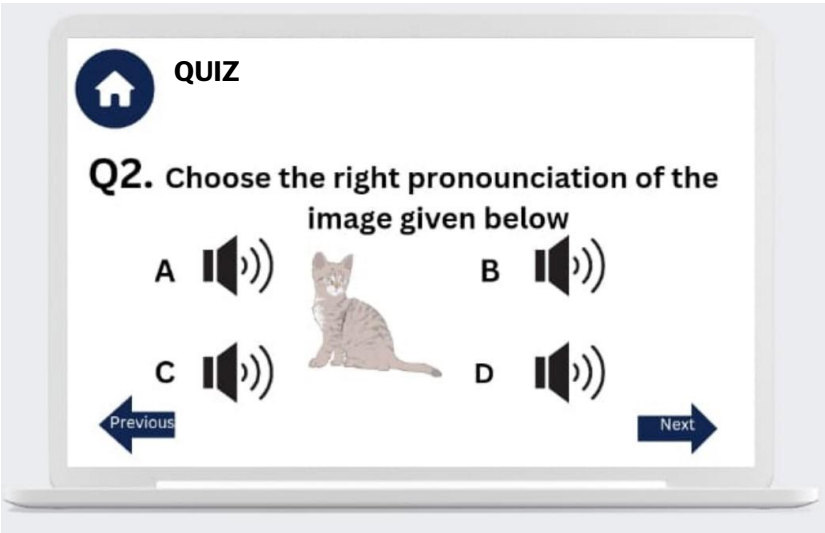 QUIZ
Q2. Choose the right pronounciation of the
image given below
A
B
C
D
Previous
Next